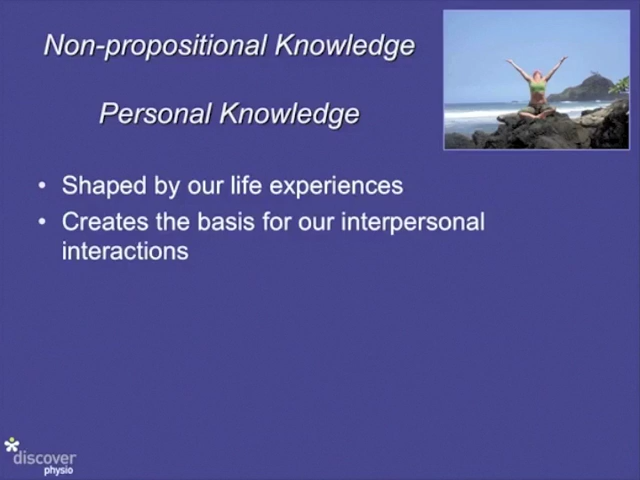 Non-propositional Knowledge
Personal Knowledge
• Shaped by our life experiences
• Creates the basis for our interpersonal
interactions
discover
physio